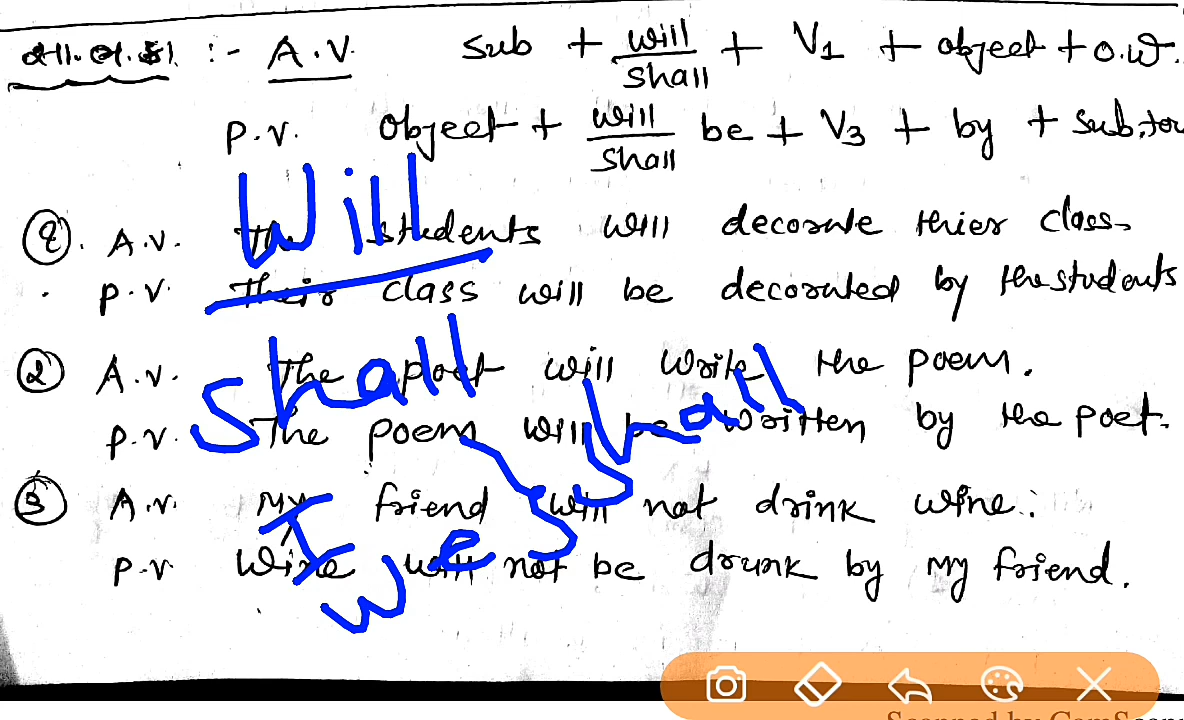 :- A.V. Sub + will/shall + V1 + object + o.w.
P.V. object + will/shall be + V3 + by + Sub.
Will
①. A.V. The students will decorate thier class.
P.V. Their class will be decorated by the students
Shall
② A.V. The poet will write the poem.
Shall
P.V. The poem will be written by the poet.
③ A.V. My friend will not drink wine.
I
We
P.V. Wine will not be drunk by my friend.